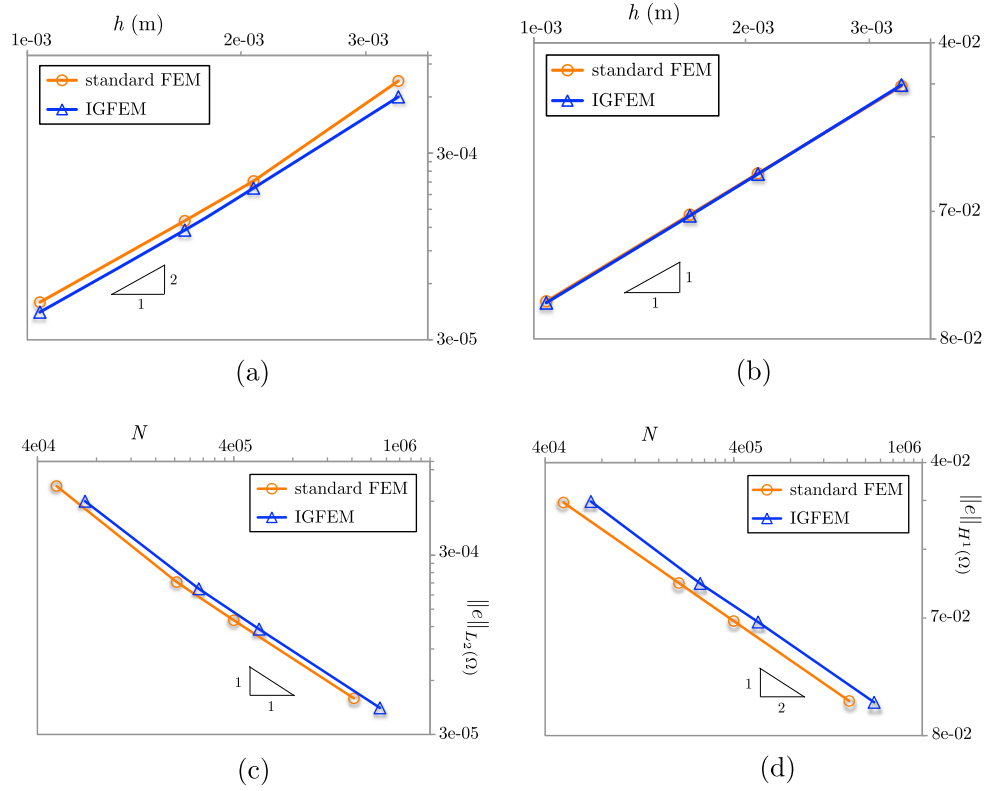 h (m)
1e-03 2e-03 3e-03
standard FEM
IGFEM
3e-04
2
1
3e-05
(a)
h (m)
1e-03 2e-03 3e-03
4e-02
standard FEM
IGFEM
7e-02
1
1
8e-02
(b)
N
4e04 4e05 1e06
standard FEM
IGFEM
3e-04
||e||L2(Ω)
1
1
3e-05
(c)
N
4e04 4e05 1e06
4e-02
standard FEM
IGFEM
||e||H1(Ω)
7e-02
1
2
8e-02
(d)